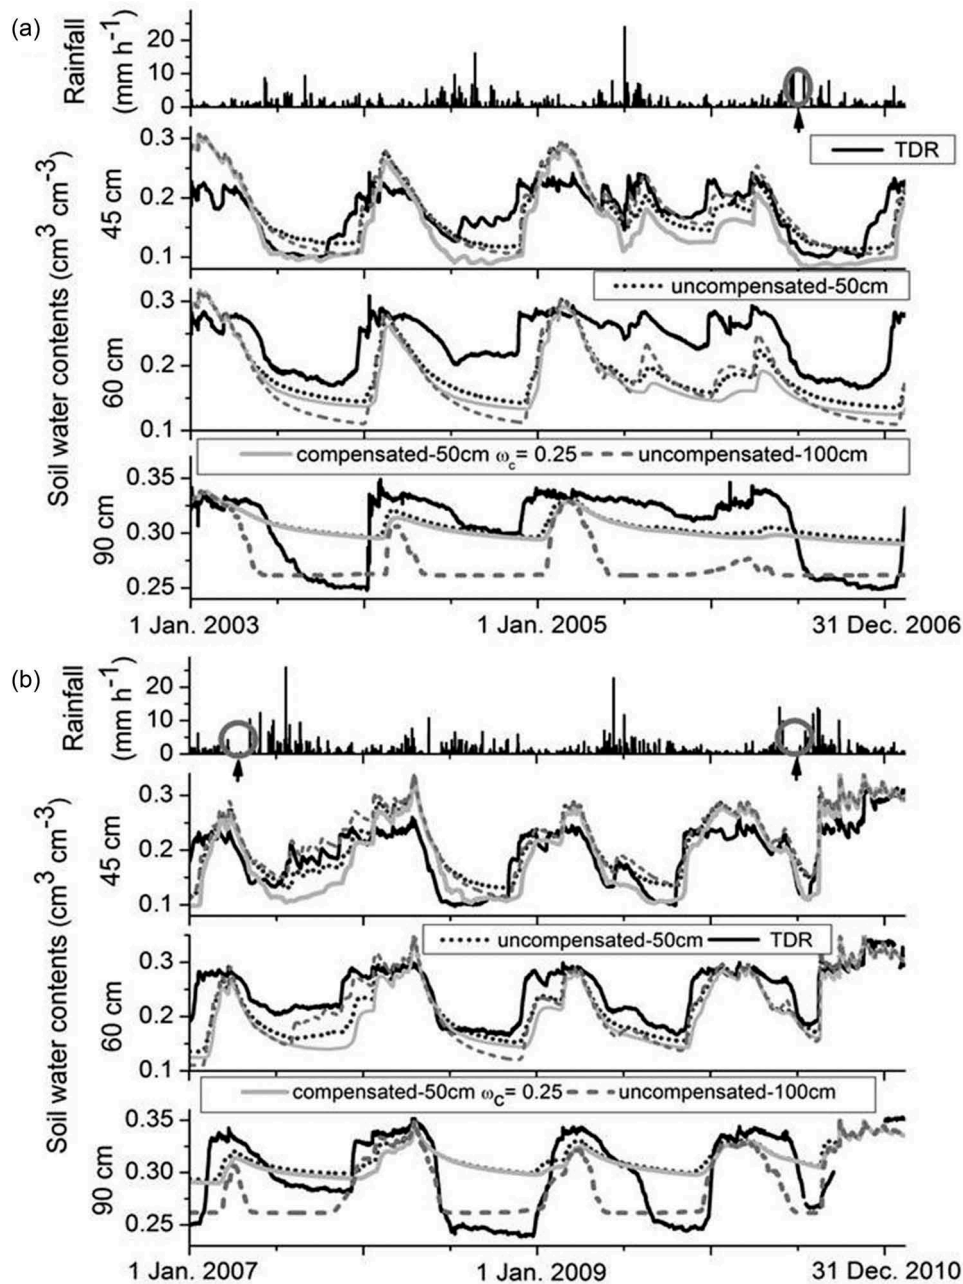 (a)
Rainfall
(mm h⁻¹)
20
10
0
Soil water contents (cm³ cm⁻³)
45 cm
0.3
0.2
0.1
TDR
60 cm
0.3
0.2
0.1
uncompensated-50cm
compensated-50cm ω_c = 0.25 uncompensated-100cm
90 cm
0.35
0.30
0.25
1 Jan. 2003 1 Jan. 2005 31 Dec. 2006
(b)
Rainfall
(mm h⁻¹)
20
10
0
Soil water contents (cm³ cm⁻³)
45 cm
0.3
0.2
0.1
60 cm
0.3
0.2
0.1
uncompensated-50cm TDR
compensated-50cm ω_c = 0.25 uncompensated-100cm
90 cm
0.35
0.30
0.25
1 Jan. 2007 1 Jan. 2009 31 Dec. 2010